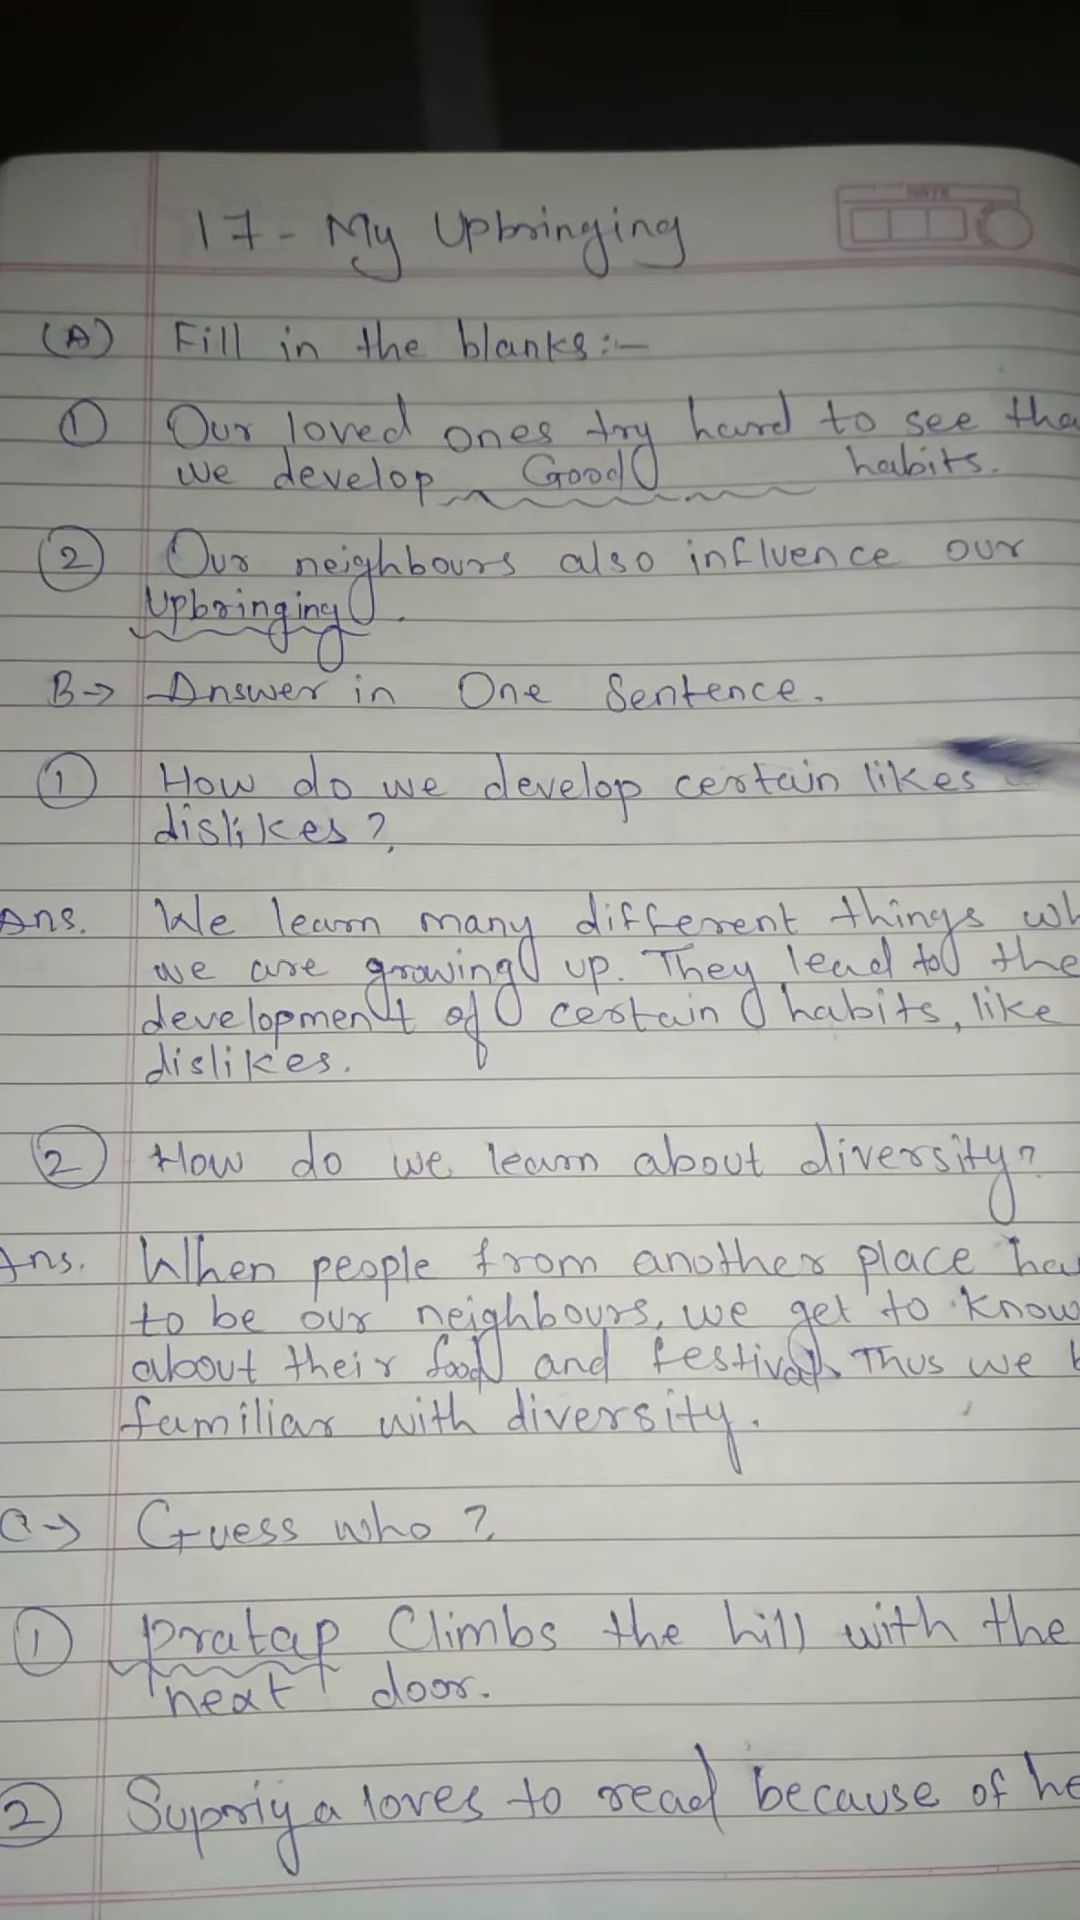 17- My Upbringing
(A) Fill in the blanks:-
① Our loved ones try hard to see tha
we develop Good habits.
② Our neighbours also influence our
Upbringing.
B→ Answer in One Sentence.
① How do we develop certain likes
dislikes?
Ans. We learn many different things wh
we are growing up. They lead to the
development of certain habits, like
dislikes.
② How do we learn about diversity?
Ans. When people from another place ha
to be our neighbours, we get to know
about their food and festival. Thus we b
familiar with diversity.
C→ Guess who?
① Pratap Climbs the hill with the
next door.
② Supriya loves to read because of he